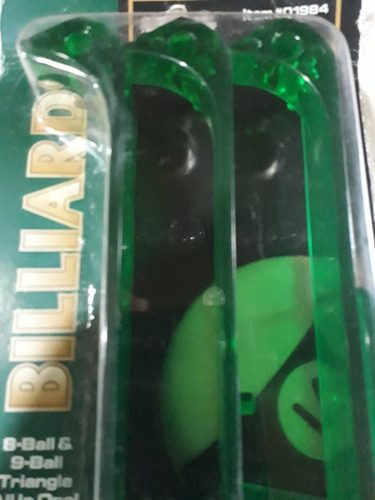 Item #01984
BILLIARD
8-Ball &
9-Ball
Triangle